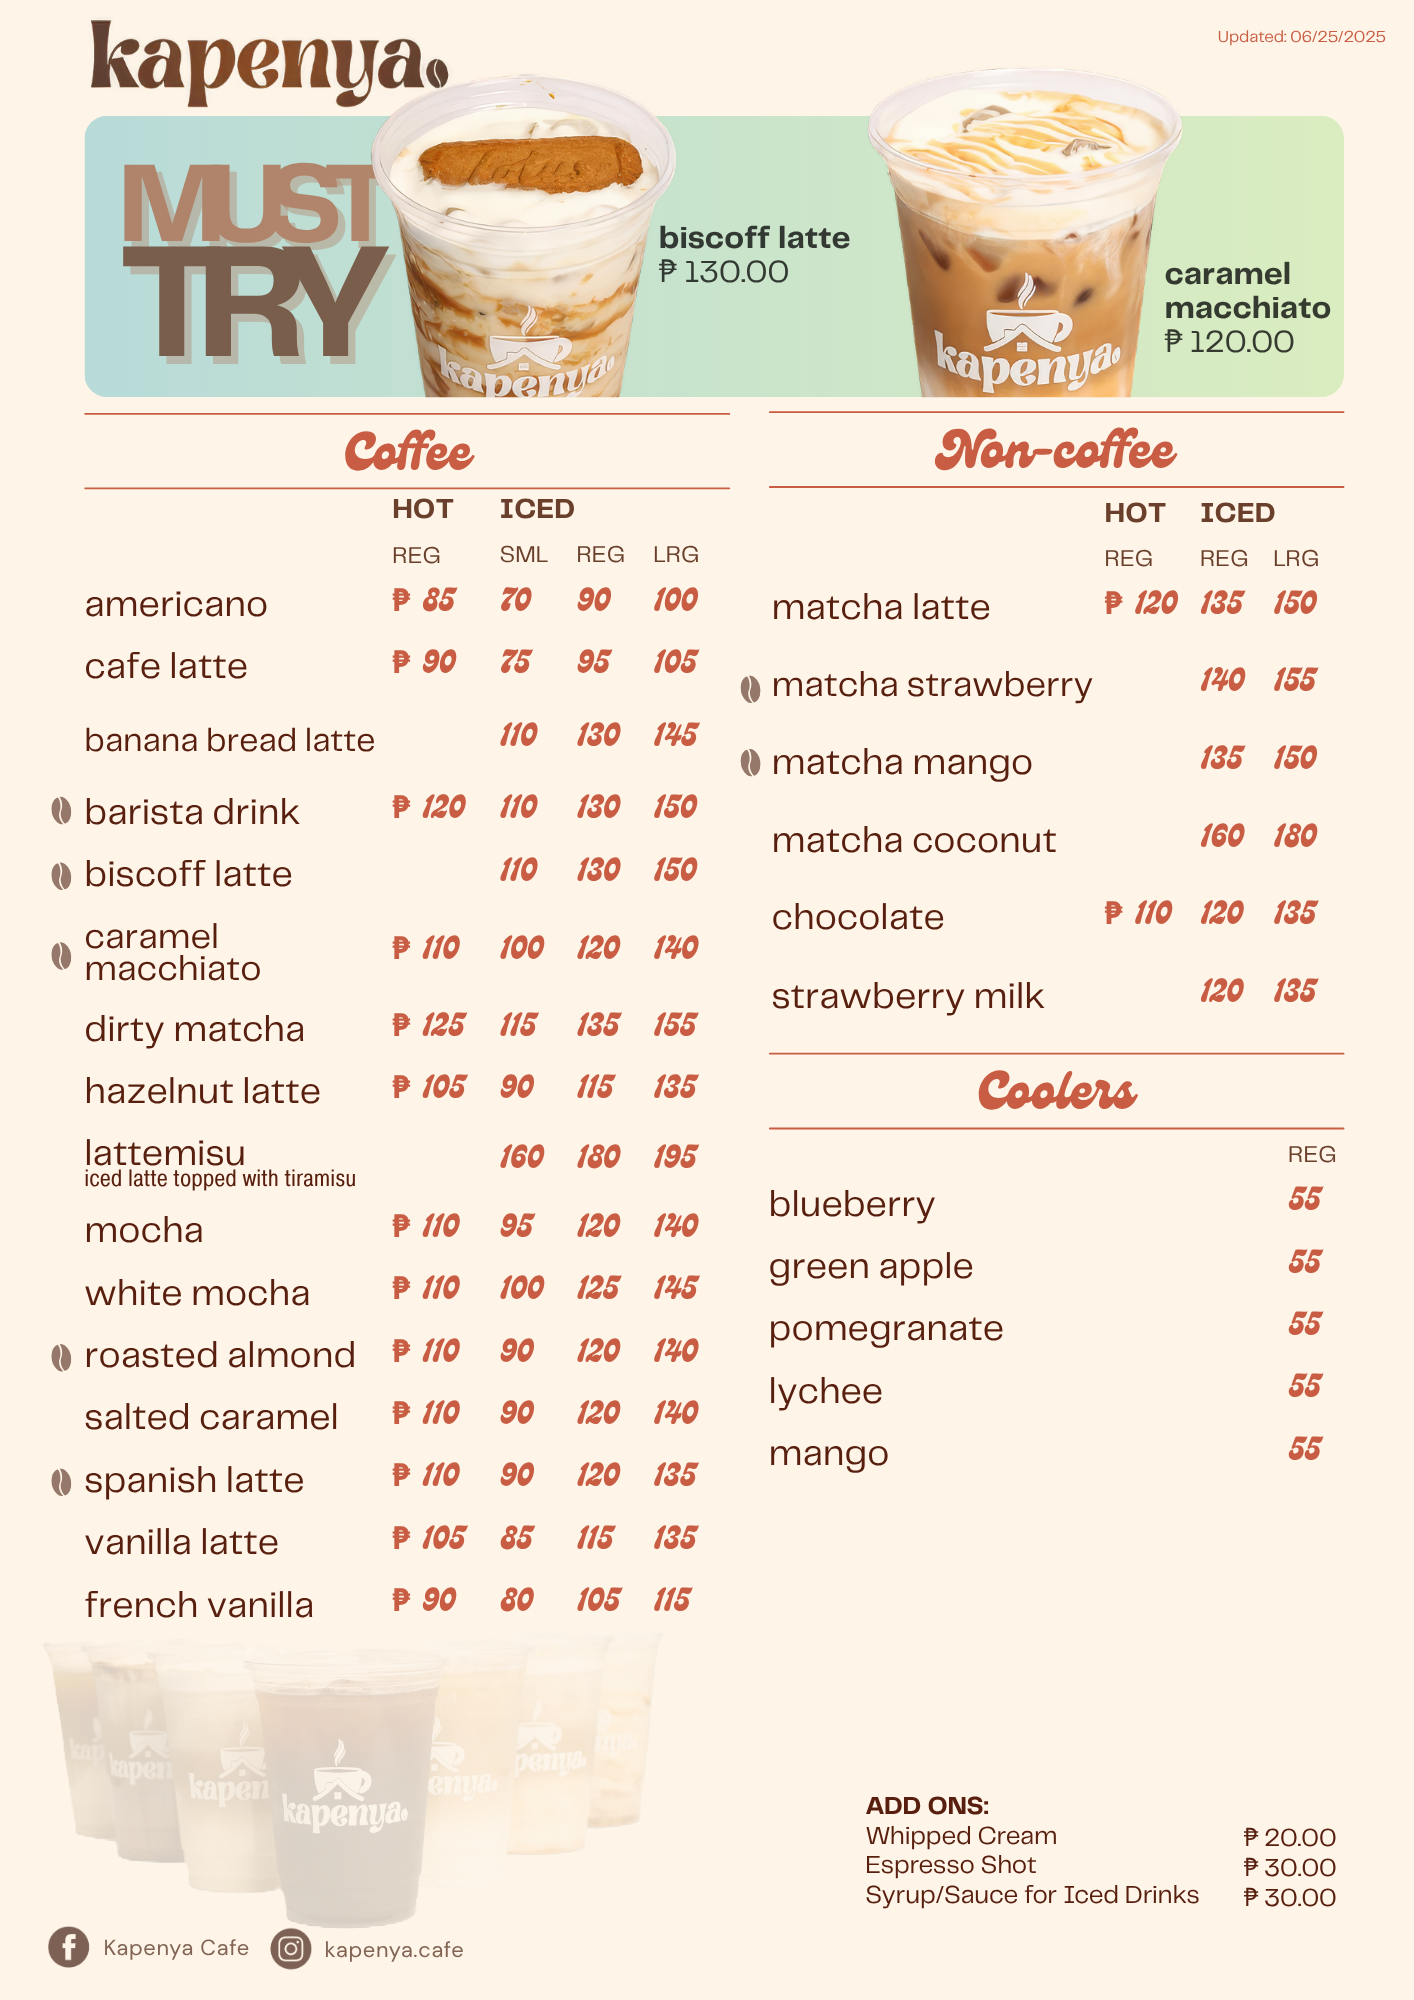 kapenya.
Updated: 06/25/2025
MUST
TRY
Lotus
biscoff latte
₱ 130.00
caramel
macchiato
₱ 120.00
kapenya.
kapenya.
Coffee
HOT ICED
REG SML REG LRG
americano ₱ 85 70 90 100
cafe latte ₱ 90 75 95 105
banana bread latte 110 130 145
barista drink ₱ 120 110 130 150
biscoff latte 110 130 150
caramel
macchiato ₱ 110 100 120 140
dirty matcha ₱ 125 115 135 155
hazelnut latte ₱ 105 90 115 135
lattemisu 160 180 195
iced latte topped with tiramisu
mocha ₱ 110 95 120 140
white mocha ₱ 110 100 125 145
roasted almond ₱ 110 90 120 140
salted caramel ₱ 110 90 120 140
spanish latte ₱ 110 90 120 135
vanilla latte ₱ 105 85 115 135
french vanilla ₱ 90 80 105 115
Non-coffee
HOT ICED
REG REG LRG
matcha latte ₱ 120 135 150
matcha strawberry 140 155
matcha mango 135 150
matcha coconut 160 180
chocolate ₱ 110 120 135
strawberry milk 120 135
Coolers
REG
blueberry 55
green apple 55
pomegranate 55
lychee 55
mango 55
kap
kapen
kapen
kapenya.
enya.
penya.
ADD ONS:
Whipped Cream ₱ 20.00
Espresso Shot ₱ 30.00
Syrup/Sauce for Iced Drinks ₱ 30.00
Kapenya Cafe
kapenya.cafe